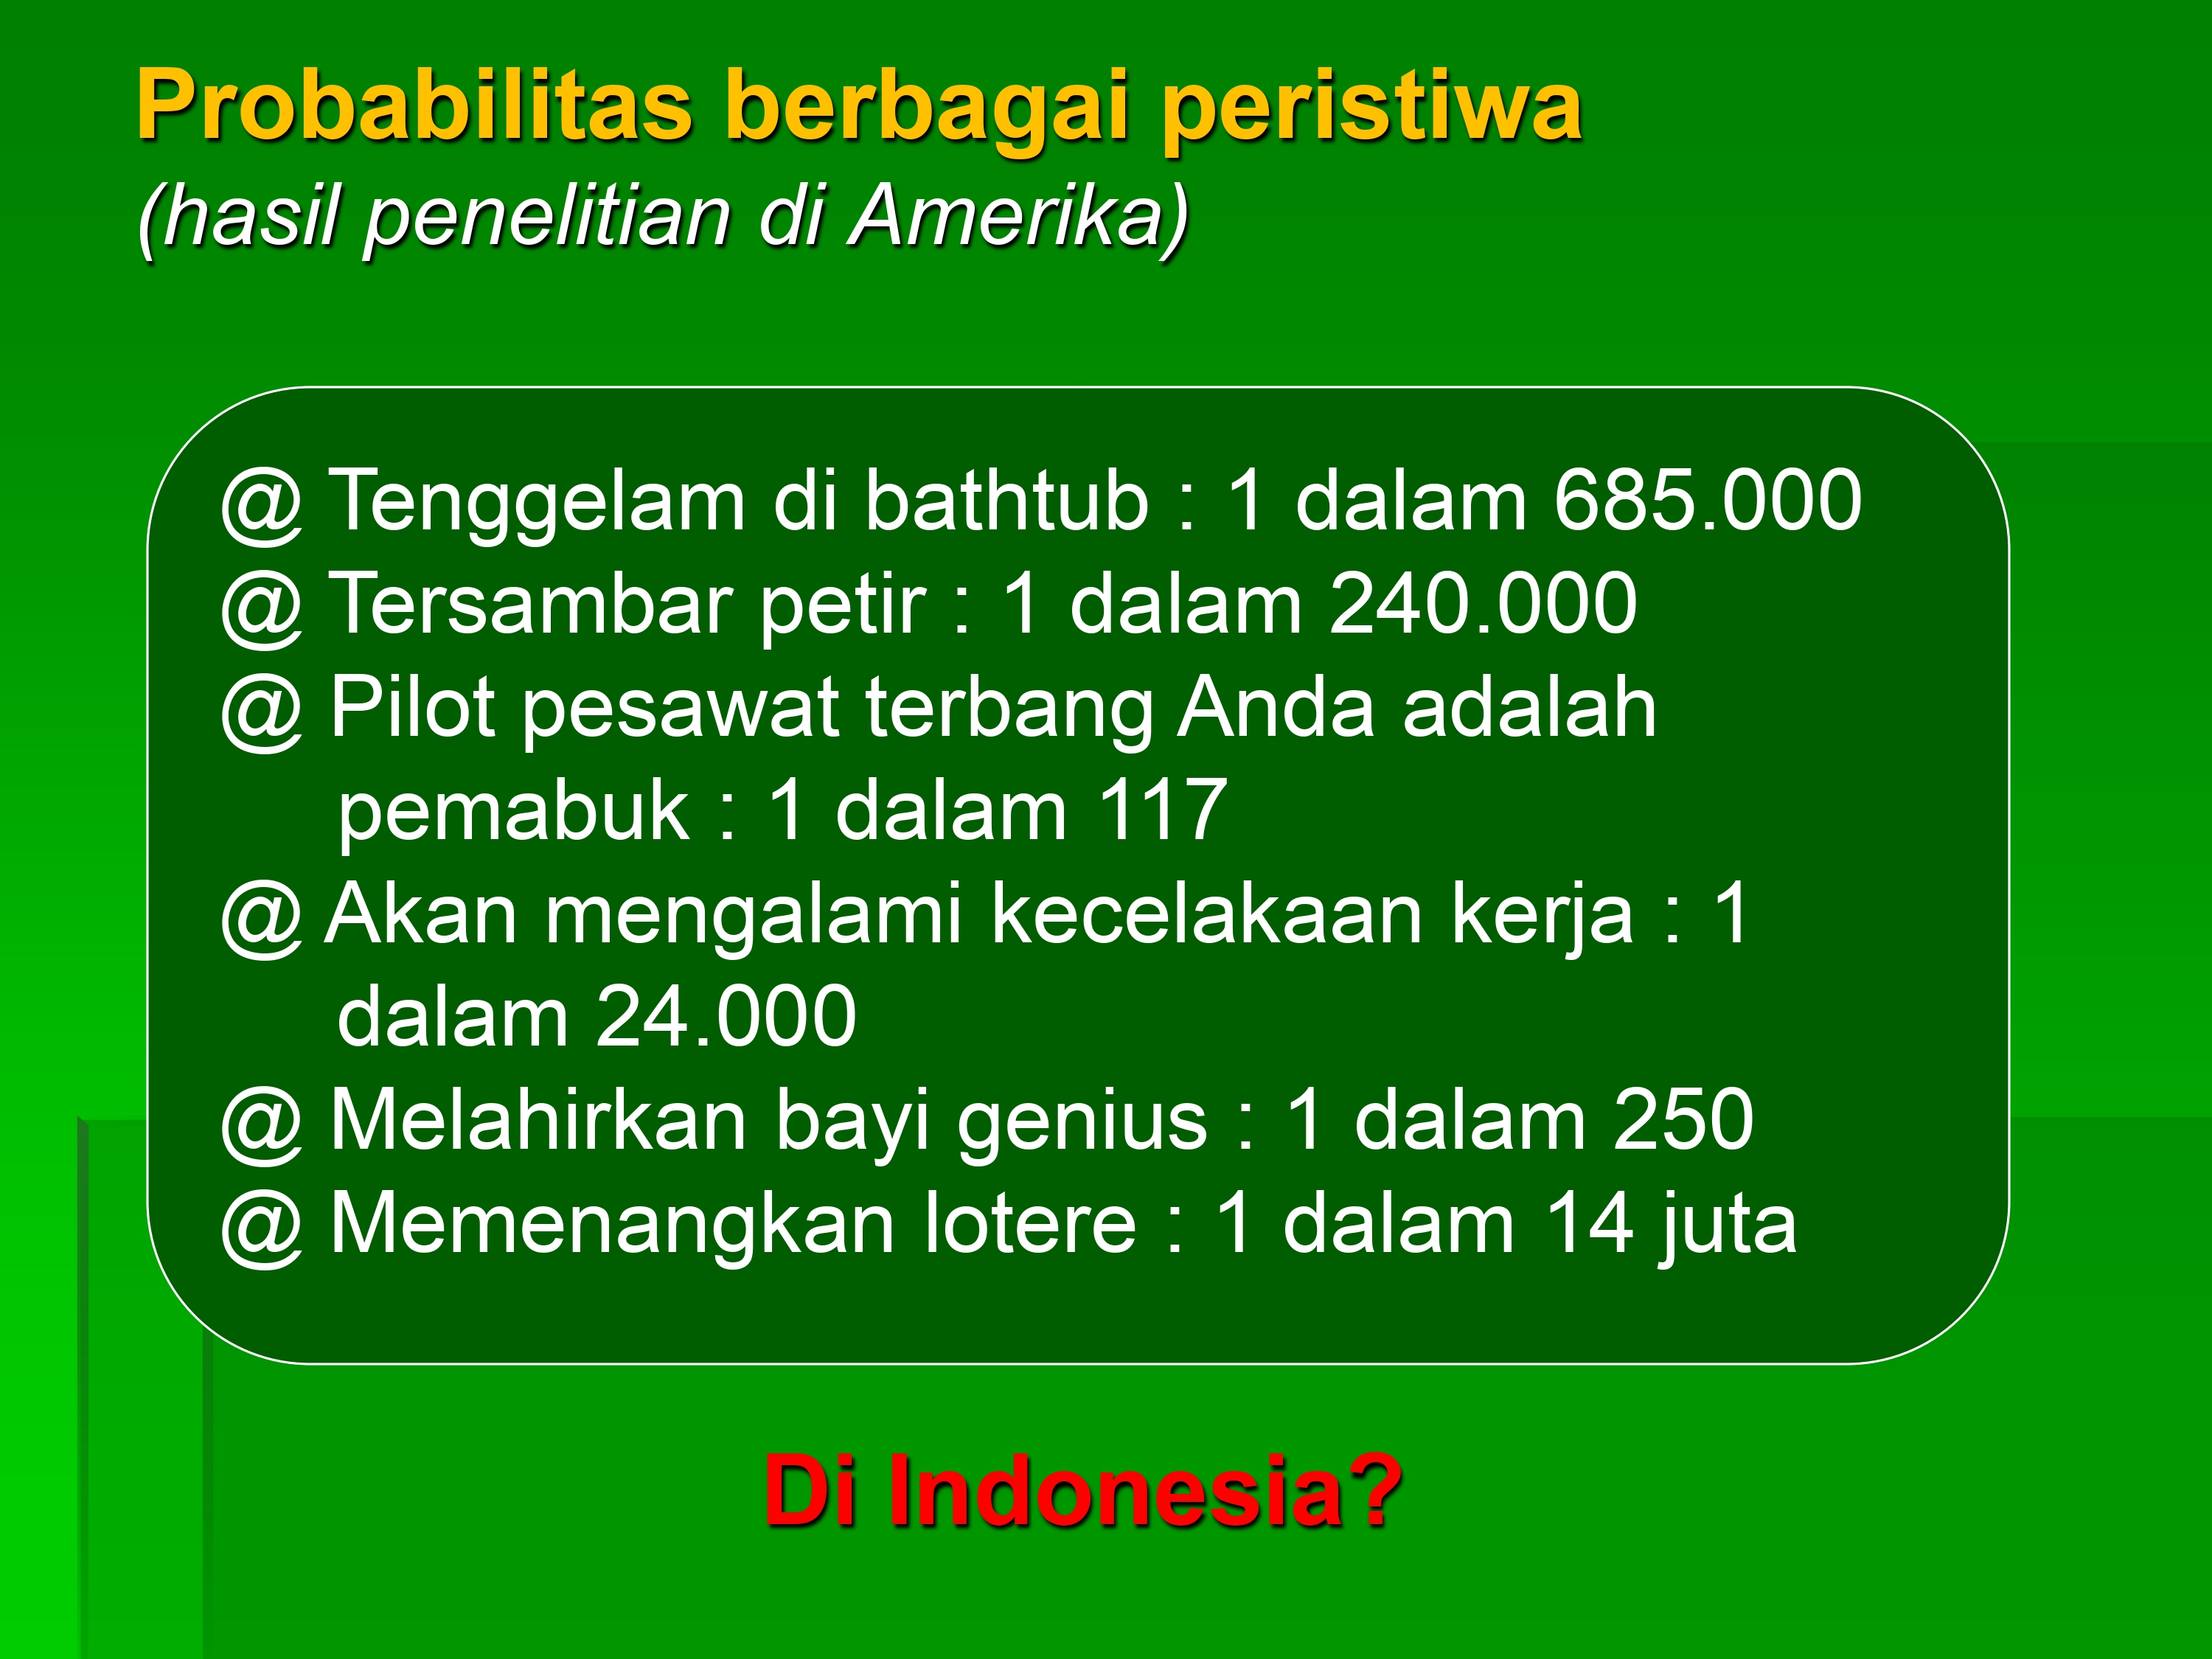 Probabilitas berbagai peristiwa
(hasil penelitian di Amerika)
@ Tenggelam di bathtub : 1 dalam 685.000
@ Tersambar petir : 1 dalam 240.000
@ Pilot pesawat terbang Anda adalah
pemabuk : 1 dalam 117
@ Akan mengalami kecelakaan kerja : 1
dalam 24.000
@ Melahirkan bayi genius : 1 dalam 250
@ Memenangkan lotere : 1 dalam 14 juta
Di Indonesia?